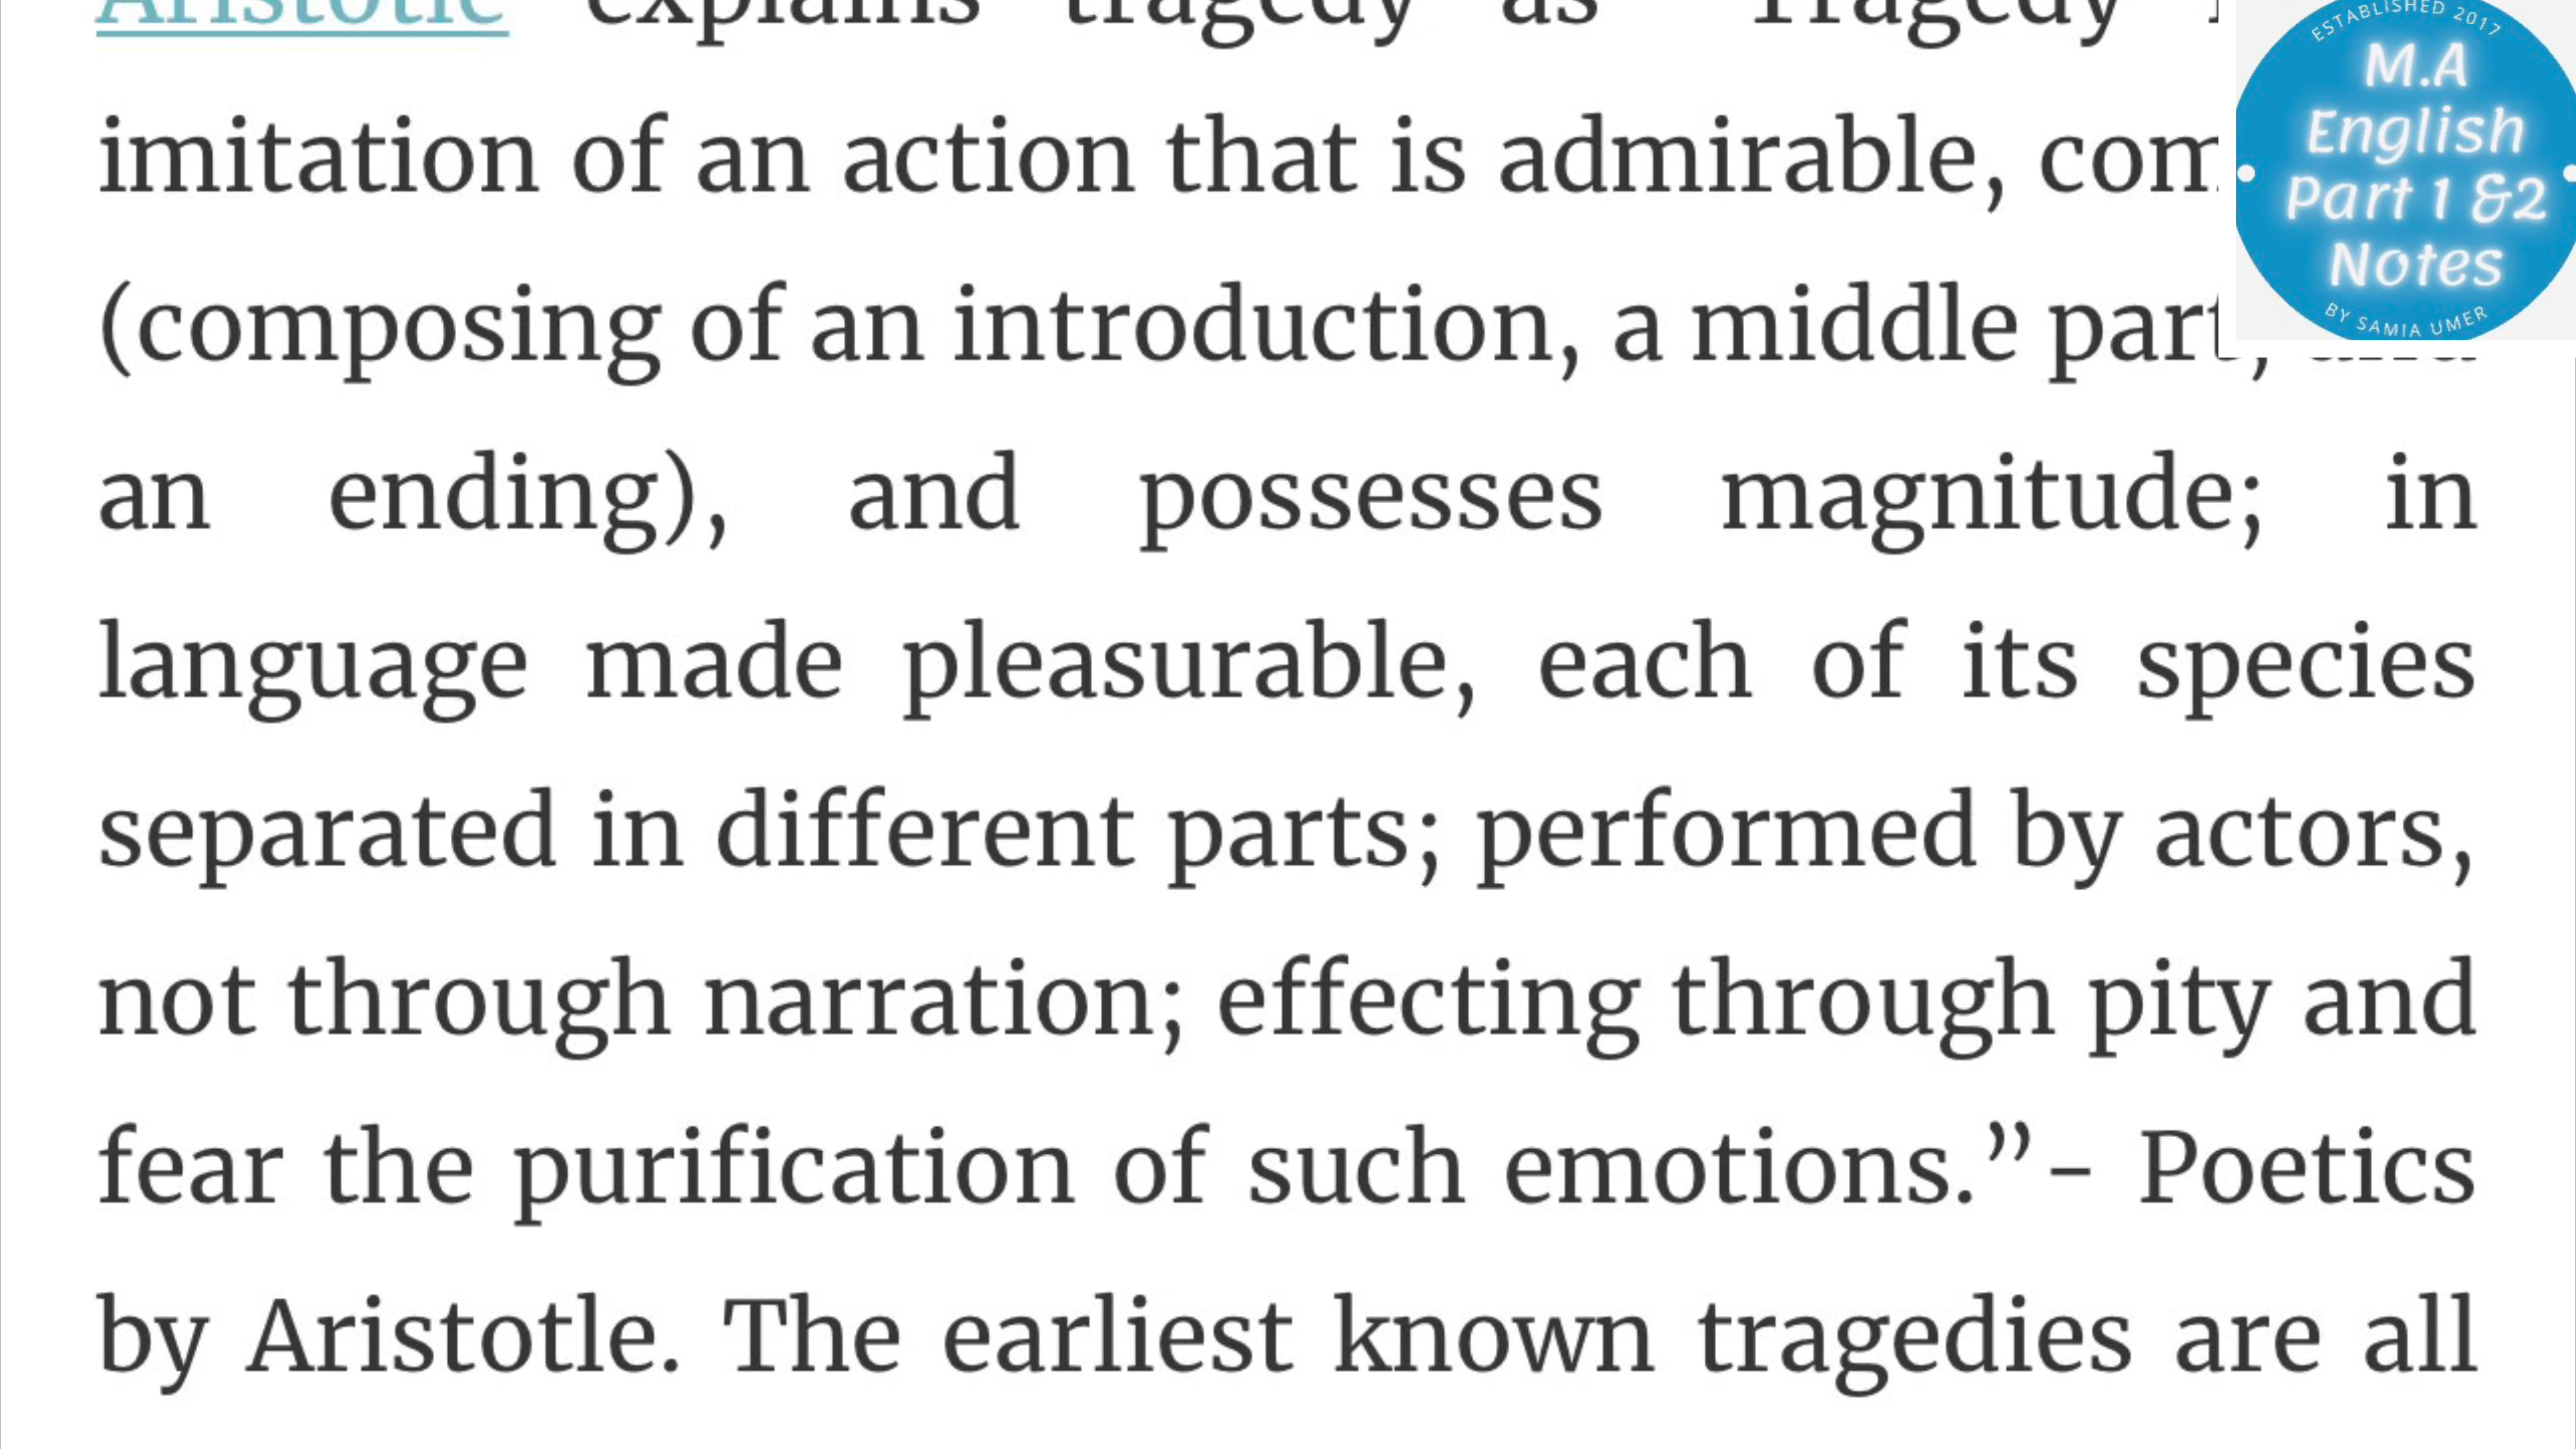 Aristotle explains tragedy as "Tragedy
imitation of an action that is admirable, com
(composing of an introduction, a middle part, and
an ending), and possesses magnitude; in
language made pleasurable, each of its species
separated in different parts; performed by actors,
not through narration; effecting through pity and
fear the purification of such emotions.”- Poetics
by Aristotle. The earliest known tragedies are all
ESTABLISHED 2017
M.A
English
Part 1 &2
Notes
BY SAMIA UMER